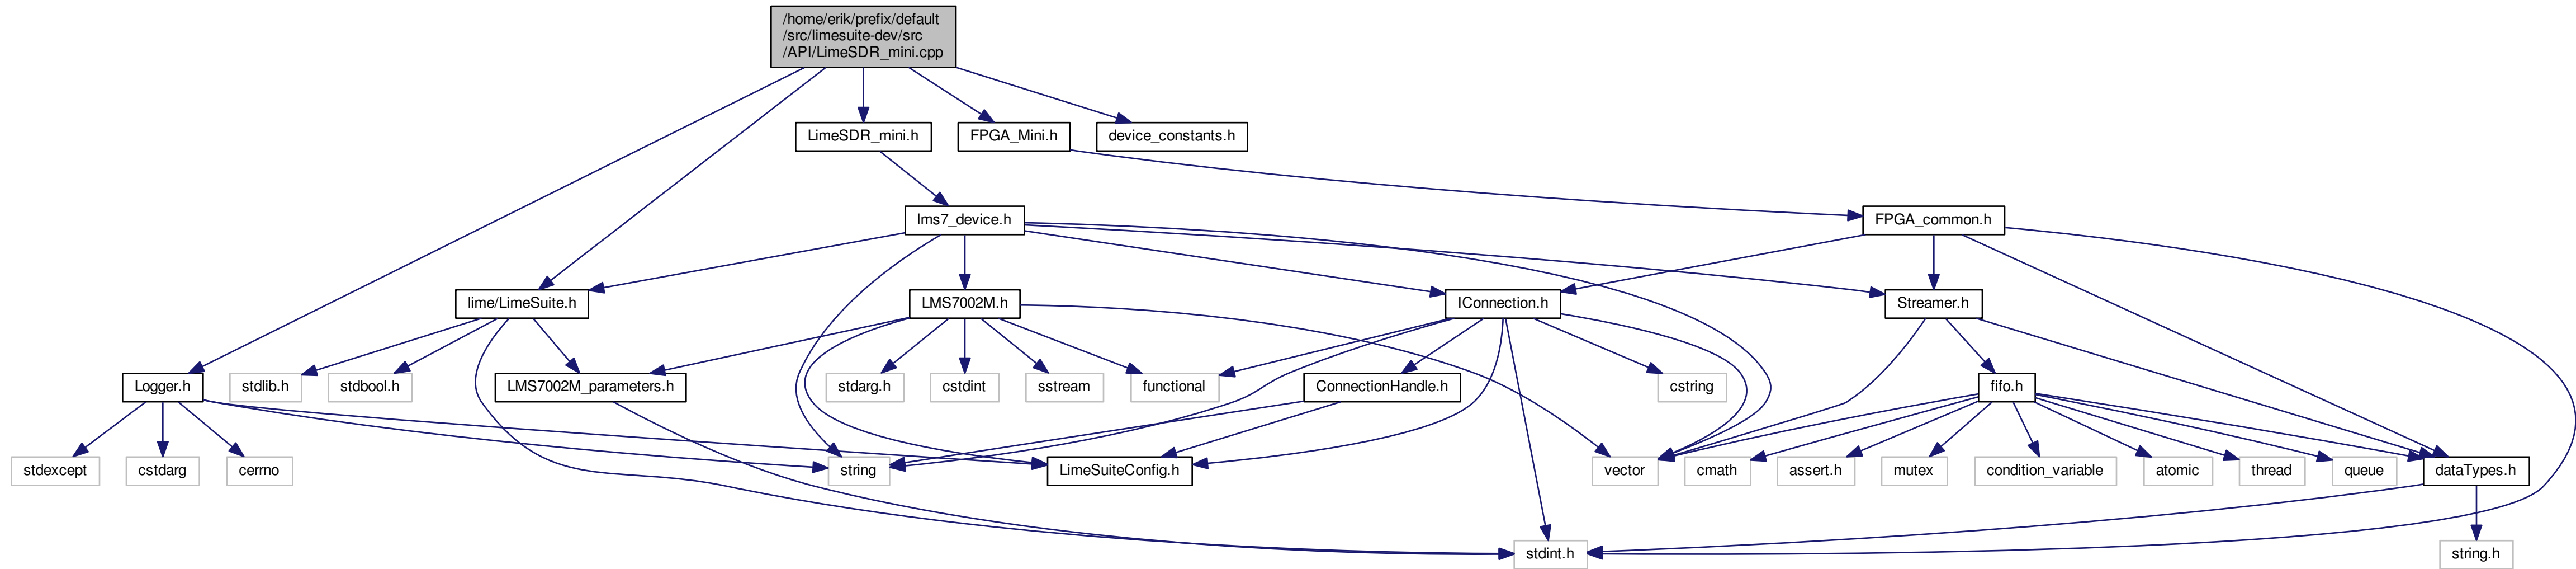 /home/erik/prefix/default
/src/limesuite-dev/src
/API/LimeSDR_mini.cpp
LimeSDR_mini.h
FPGA_Mini.h
device_constants.h
lms7_device.h
FPGA_common.h
lime/LimeSuite.h
LMS7002M.h
IConnection.h
Streamer.h
Logger.h
stdlib.h
stdbool.h
LMS7002M_parameters.h
stdarg.h
cstdint
sstream
functional
ConnectionHandle.h
cstring
fifo.h
stdexcept
cstdarg
cerrno
string
LimeSuiteConfig.h
vector
cmath
assert.h
mutex
condition_variable
atomic
thread
queue
dataTypes.h
stdint.h
string.h